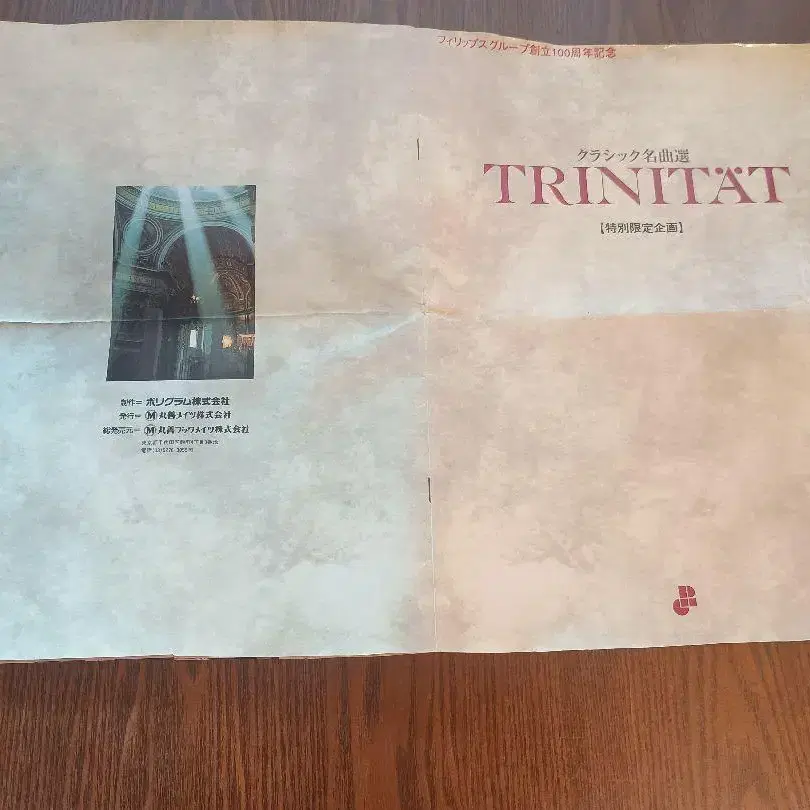 フィリップスグループ創立100周年記念
クラシック名曲選
TRINITÄT
【特別限定企画】
製作= ポリグラム株式会社
発行= Ⓜ 丸善メイツ株式会社
総発売元= Ⓜ 丸善ブックメイツ株式会社